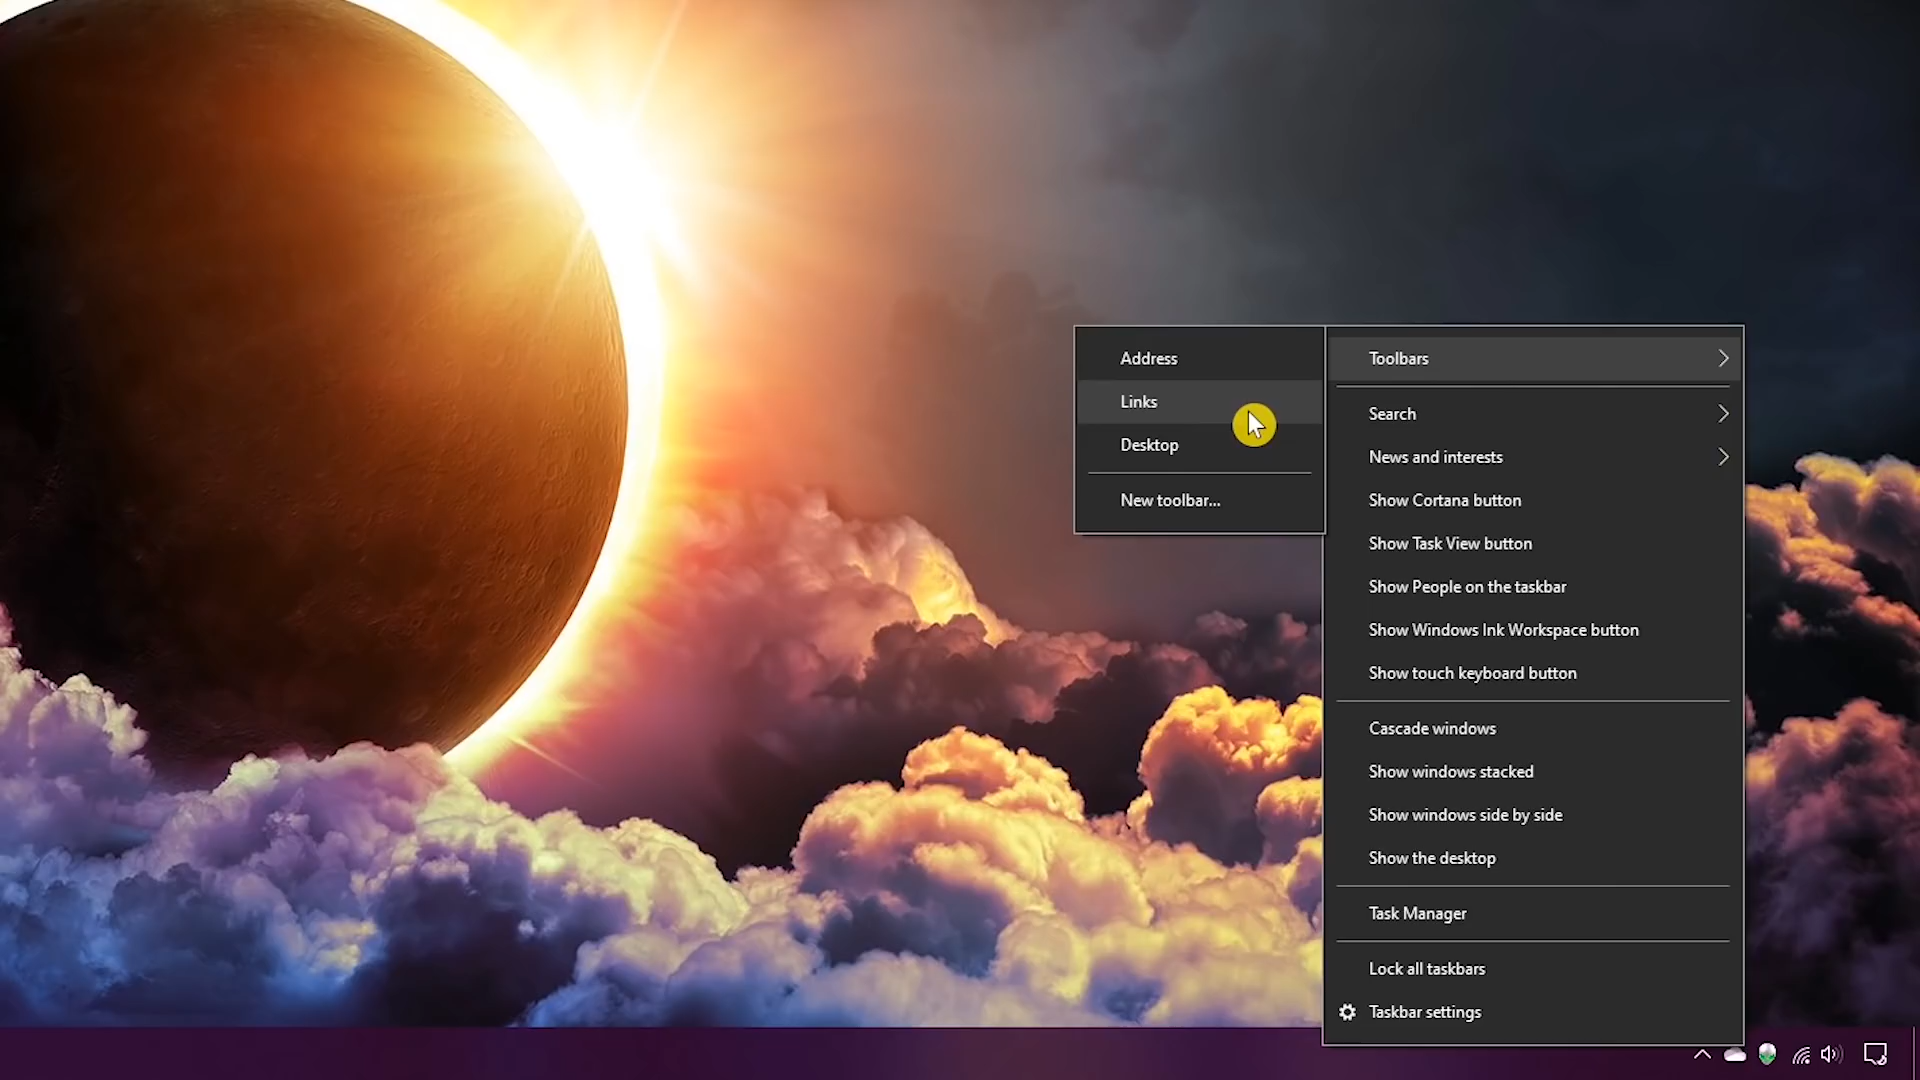 Address
Links
Desktop
New toolbar...
Toolbars
Search
News and interests
Show Cortana button
Show Task View button
Show People on the taskbar
Show Windows Ink Workspace button
Show touch keyboard button
Cascade windows
Show windows stacked
Show windows side by side
Show the desktop
Task Manager
Lock all taskbars
Taskbar settings